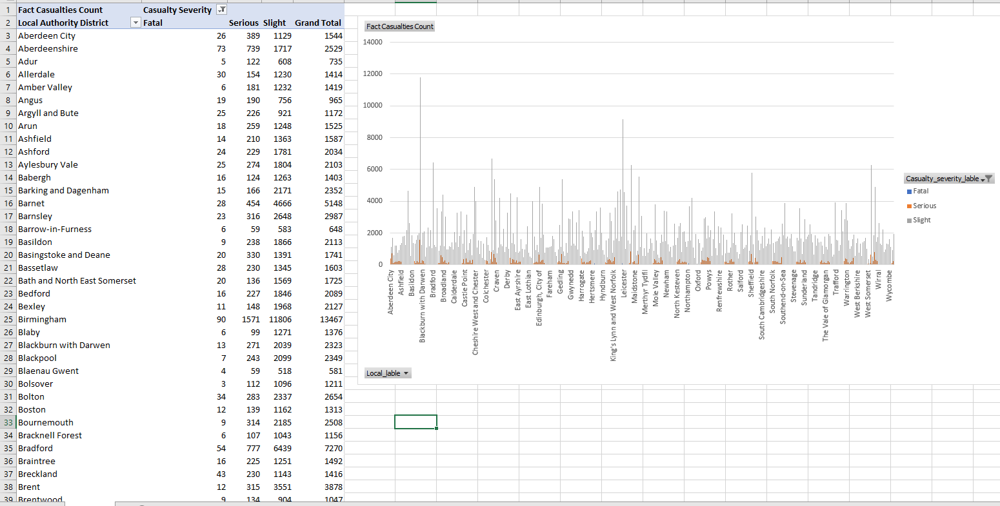 1 Fact Casualties Count Casualty Severity
2 Local Authority District Fatal Serious Slight Grand Total
3 Aberdeen City 26 389 1129 1544
4 Aberdeenshire 73 739 1717 2529
5 Adur 5 122 608 735
6 Allerdale 30 154 1230 1414
7 Amber Valley 6 181 1232 1419
8 Angus 19 190 756 965
9 Argyll and Bute 25 226 921 1172
10 Arun 18 259 1248 1525
11 Ashfield 14 210 1363 1587
12 Ashford 24 229 1781 2034
13 Aylesbury Vale 25 274 1804 2103
14 Babergh 16 124 1263 1403
15 Barking and Dagenham 15 166 2171 2352
16 Barnet 28 454 4666 5148
17 Barnsley 23 316 2648 2987
18 Barrow-in-Furness 6 59 583 648
19 Basildon 9 238 1866 2113
20 Basingstoke and Deane 20 330 1391 1741
21 Bassetlaw 28 230 1345 1603
22 Bath and North East Somerset 20 136 1569 1725
23 Bedford 16 227 1846 2089
24 Bexley 11 148 1968 2127
25 Birmingham 90 1571 11806 13467
26 Blaby 6 99 1271 1376
27 Blackburn with Darwen 13 271 2039 2323
28 Blackpool 7 243 2099 2349
29 Blaenau Gwent 4 59 518 581
30 Bolsover 3 112 1096 1211
31 Bolton 34 283 2337 2654
32 Boston 12 139 1162 1313
33 Bournemouth 9 314 2185 2508
34 Bracknell Forest 6 107 1043 1156
35 Bradford 54 777 6439 7270
36 Braintree 16 225 1251 1492
37 Breckland 43 230 1143 1416
38 Brent 12 315 3551 3878
39 Brentwood 9 134 904 1047
Fact Casualties Count
14000
12000
10000
8000
6000
4000
2000
0
Aberdeen City
Ashfield
Basildon
Blackburn with Darwen
Bradford
Broadland
Calderdale
Castle Point
Cheshire West and Chester
Colchester
Craven
Derby
East Ayrshire
East Lothian
Edinburgh, City of
Fareham
Gedling
Gwynedd
Harrogate
Hertsmere
Hyndburn
King's Lynn and West Norfolk
Leicester
Maidstone
Merthyr Tydfil
Mole Valley
Newham
North Kesteven
Northampton
Oxford
Powys
Renfrewshire
Rother
Salford
Sheffield
South Cambridgeshire
South Norfolk
Southend-on-Sea
Stevenage
Sunderland
Tandridge
The Vale of Glamorgan
Trafford
Warrington
West Berkshire
West Somerset
Wirral
Wycombe
Local_lable
Casualty_severity_lable
Fatal
Serious
Slight